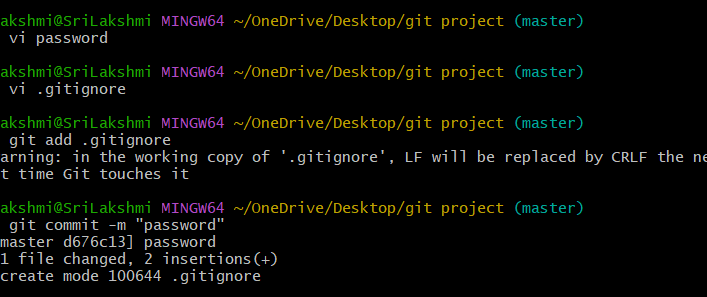 akshmi@SriLakshmi MINGW64 ~/OneDrive/Desktop/git project (master)
vi password
akshmi@SriLakshmi MINGW64 ~/OneDrive/Desktop/git project (master)
vi .gitignore
akshmi@SriLakshmi MINGW64 ~/OneDrive/Desktop/git project (master)
git add .gitignore
arning: in the working copy of '.gitignore', LF will be replaced by CRLF the ne
t time Git touches it
akshmi@SriLakshmi MINGW64 ~/OneDrive/Desktop/git project (master)
git commit -m "password"
master d676c13] password
1 file changed, 2 insertions(+)
create mode 100644 .gitignore